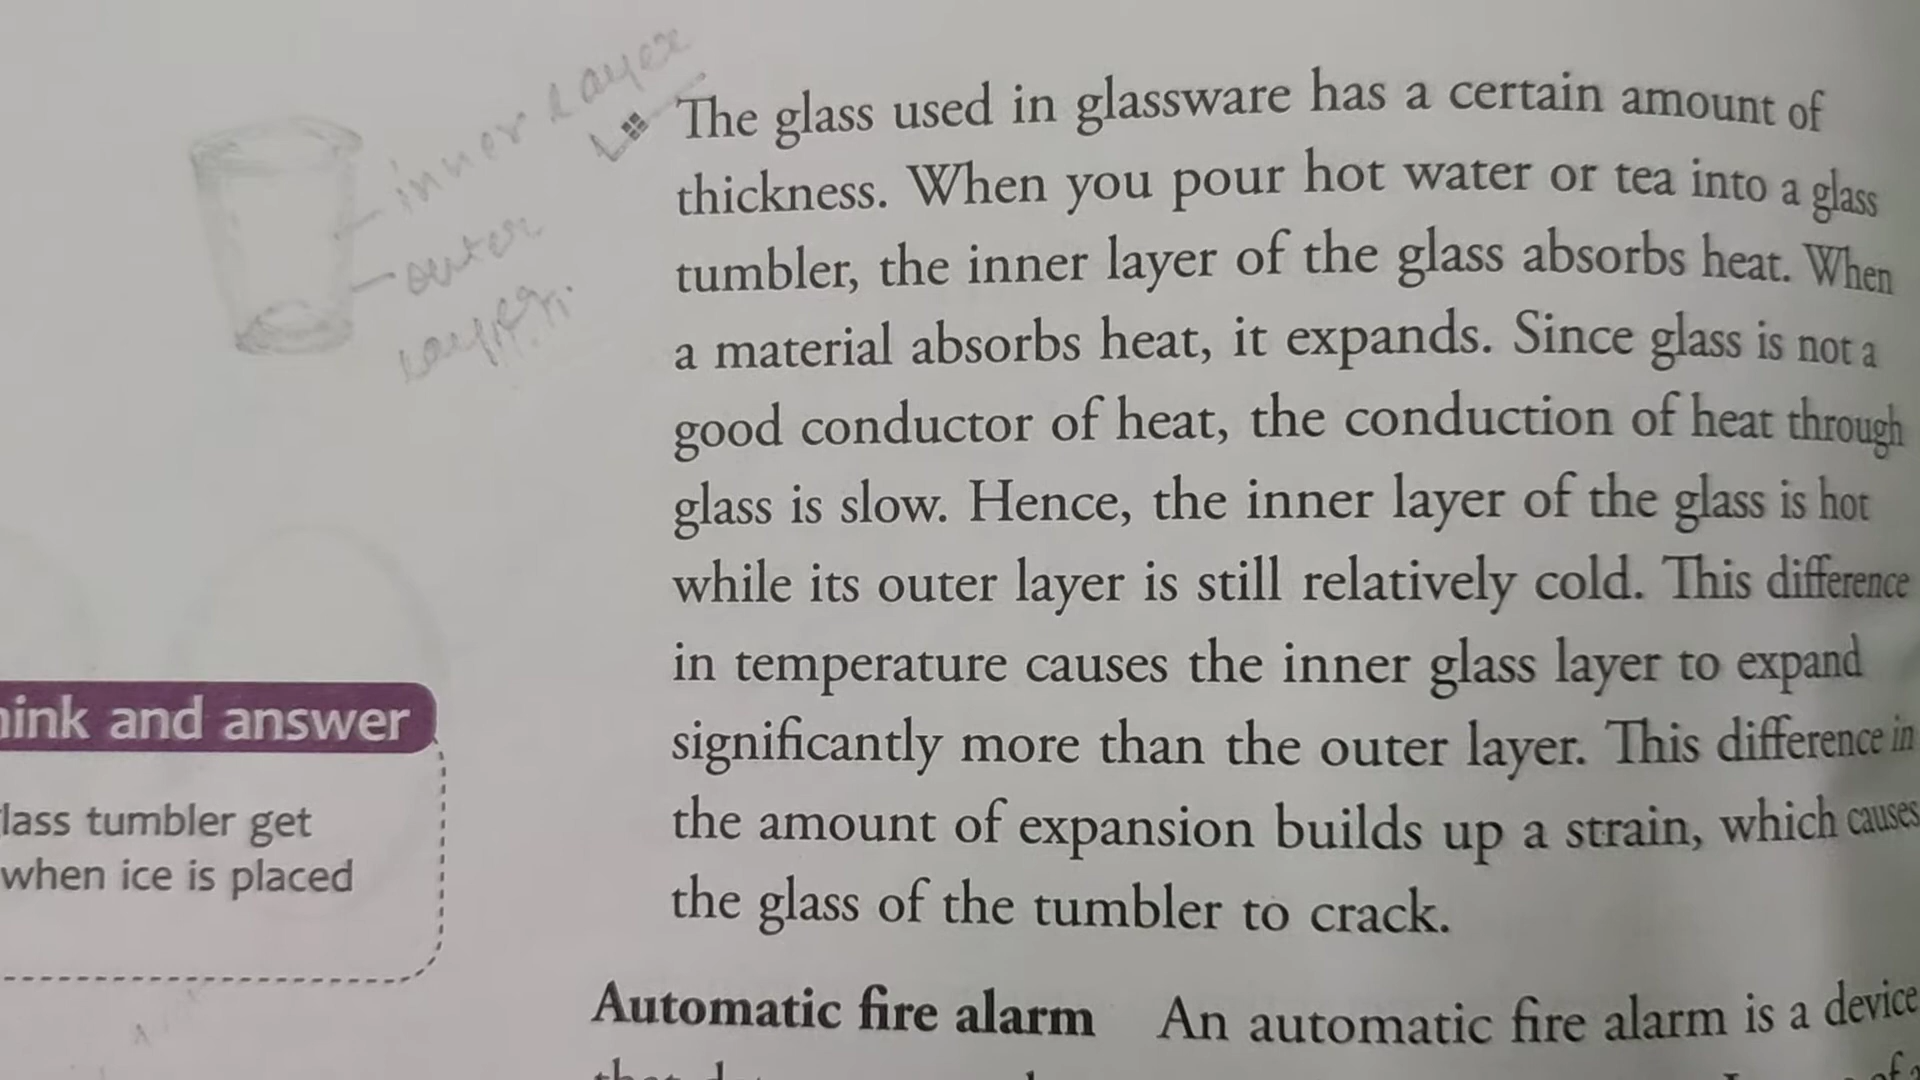 inner layer
outer
layer
The glass used in glassware has a certain amount of
thickness. When you pour hot water or tea into a glass
tumbler, the inner layer of the glass absorbs heat. When
a material absorbs heat, it expands. Since glass is not a
good conductor of heat, the conduction of heat through
glass is slow. Hence, the inner layer of the glass is hot
while its outer layer is still relatively cold. This difference
in temperature causes the inner glass layer to expand
significantly more than the outer layer. This difference in
the amount of expansion builds up a strain, which causes
the glass of the tumbler to crack.
hink and answer
lass tumbler get
when ice is placed
Automatic fire alarm An automatic fire alarm is a device